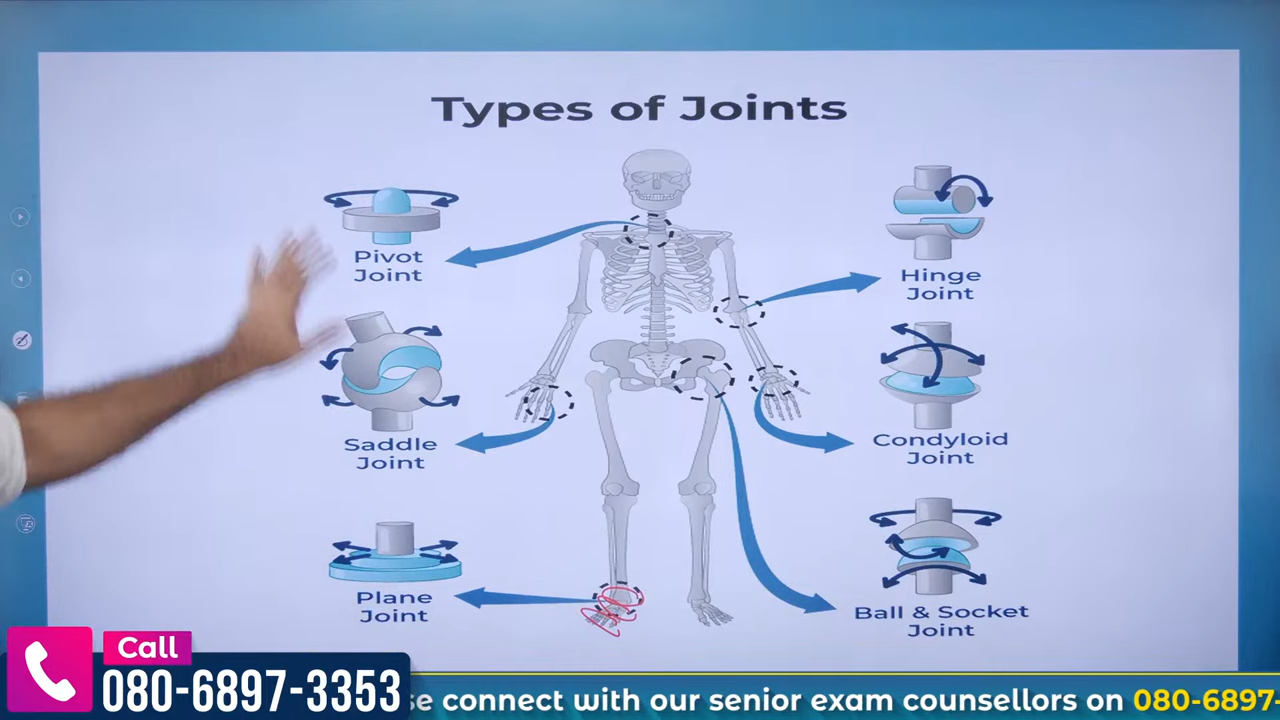 Types of Joints
Pivot
Joint
Hinge
Joint
Saddle
Joint
Condyloid
Joint
Plane
Joint
Ball & Socket
Joint
Call
080-6897-3353
se connect with our senior exam counsellors on 080-6897-